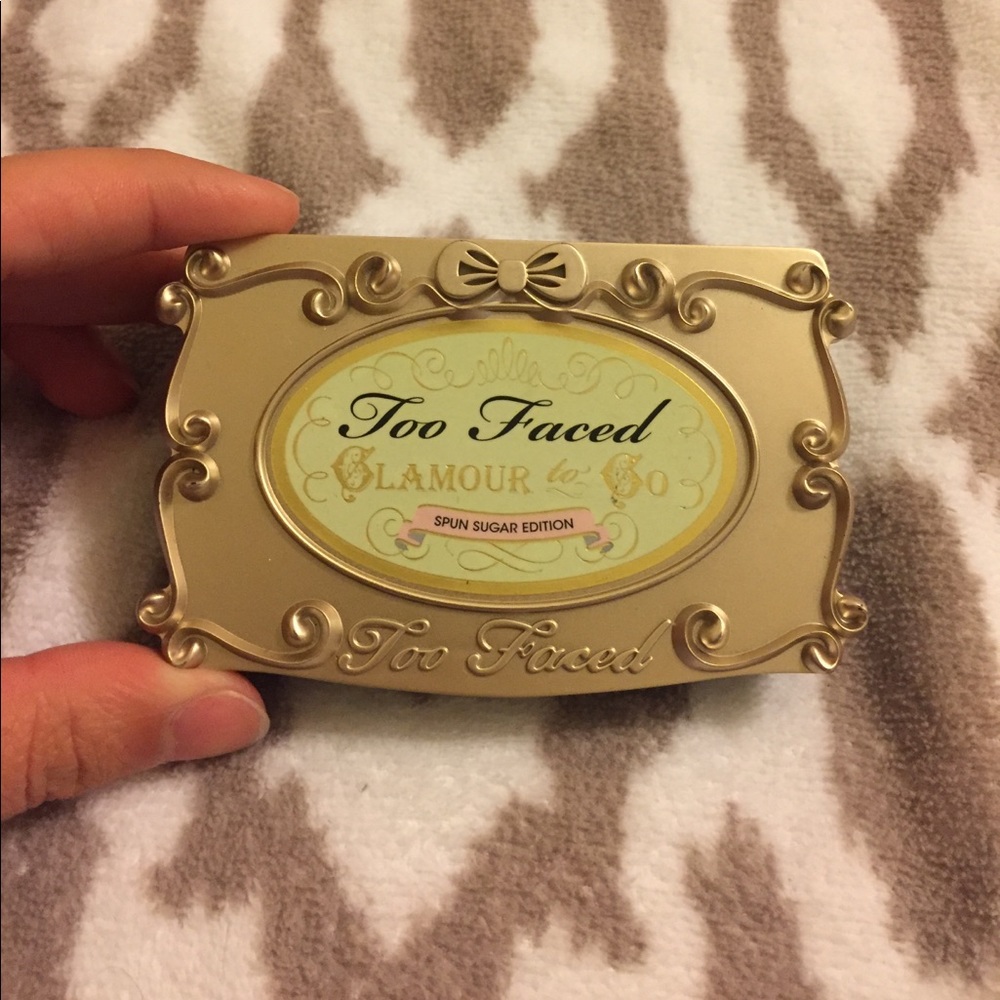 Too Faced
GLAMOUR to Go
SPUN SUGAR EDITION
Too Faced